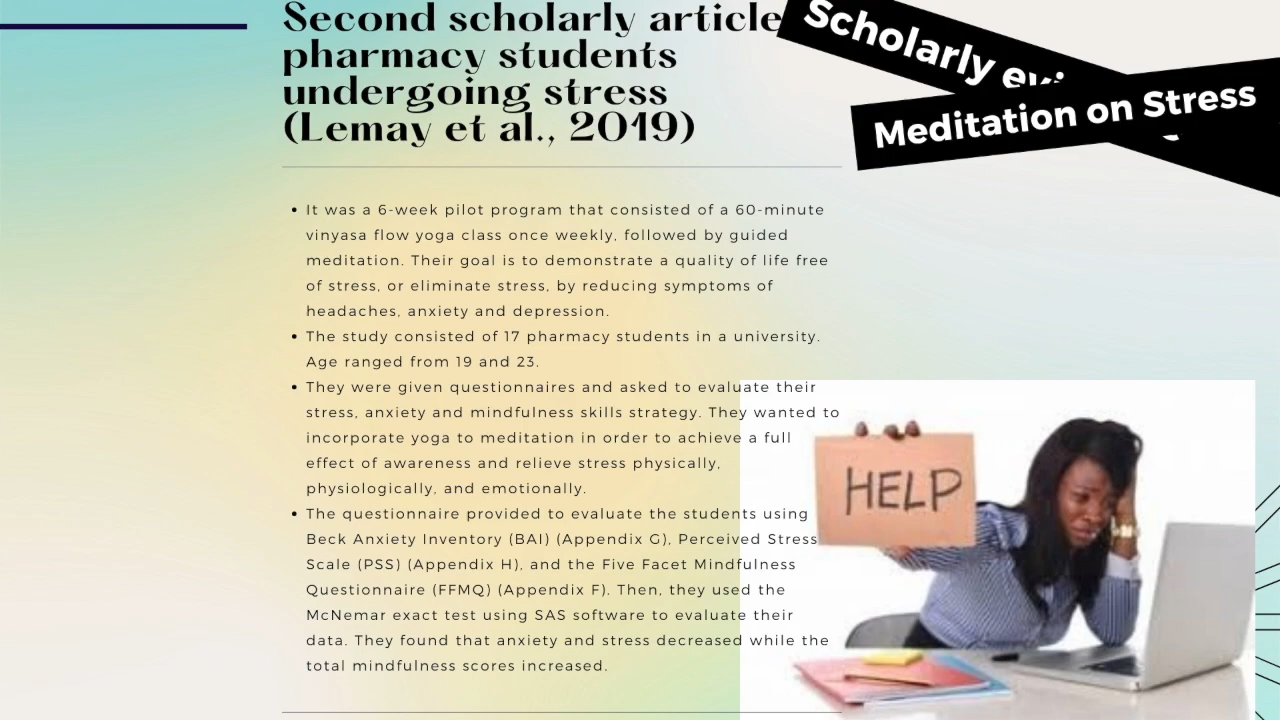 Second scholarly article
pharmacy students
undergoing stress
(Lemay et al., 2019)
Scholarly
Meditation on Stress
• It was a 6-week pilot program that consisted of a 60-minute
vinyasa flow yoga class once weekly, followed by guided
meditation. Their goal is to demonstrate a quality of life free
of stress, or eliminate stress, by reducing symptoms of
headaches, anxiety and depression.
• The study consisted of 17 pharmacy students in a university.
Age ranged from 19 and 23.
• They were given questionnaires and asked to evaluate their
stress, anxiety and mindfulness skills strategy. They wanted to
incorporate yoga to meditation in order to achieve a full
effect of awareness and relieve stress physically,
physiologically, and emotionally.
• The questionnaire provided to evaluate the students using
Beck Anxiety Inventory (BAI) (Appendix G), Perceived Stress
Scale (PSS) (Appendix H), and the Five Facet Mindfulness
Questionnaire (FFMQ) (Appendix F). Then, they used the
McNemar exact test using SAS software to evaluate their
data. They found that anxiety and stress decreased while the
total mindfulness scores increased.
HELP